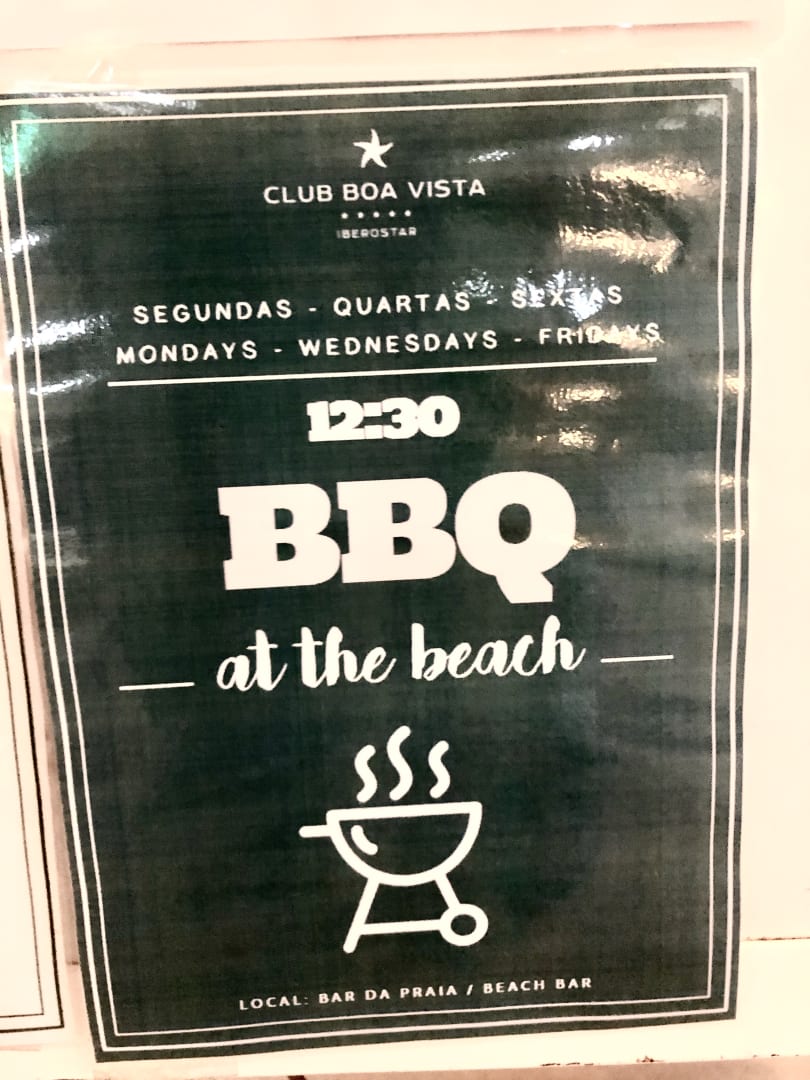 CLUB BOA VISTA
IBEROSTAR
SEGUNDAS - QUARTAS - SEXTAS
MONDAYS - WEDNESDAYS - FRIDAYS
12:30
BBQ
at the beach
LOCAL: BAR DA PRAIA / BEACH BAR